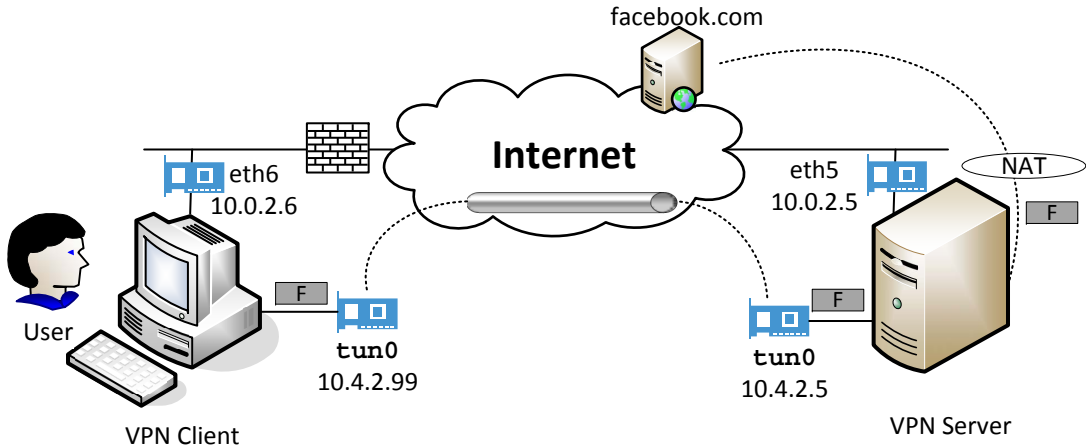 facebook.com
Internet
eth6
10.0.2.6
eth5
10.0.2.5
NAT
F
User
F
tun0
10.4.2.99
F
tun0
10.4.2.5
VPN Client
VPN Server